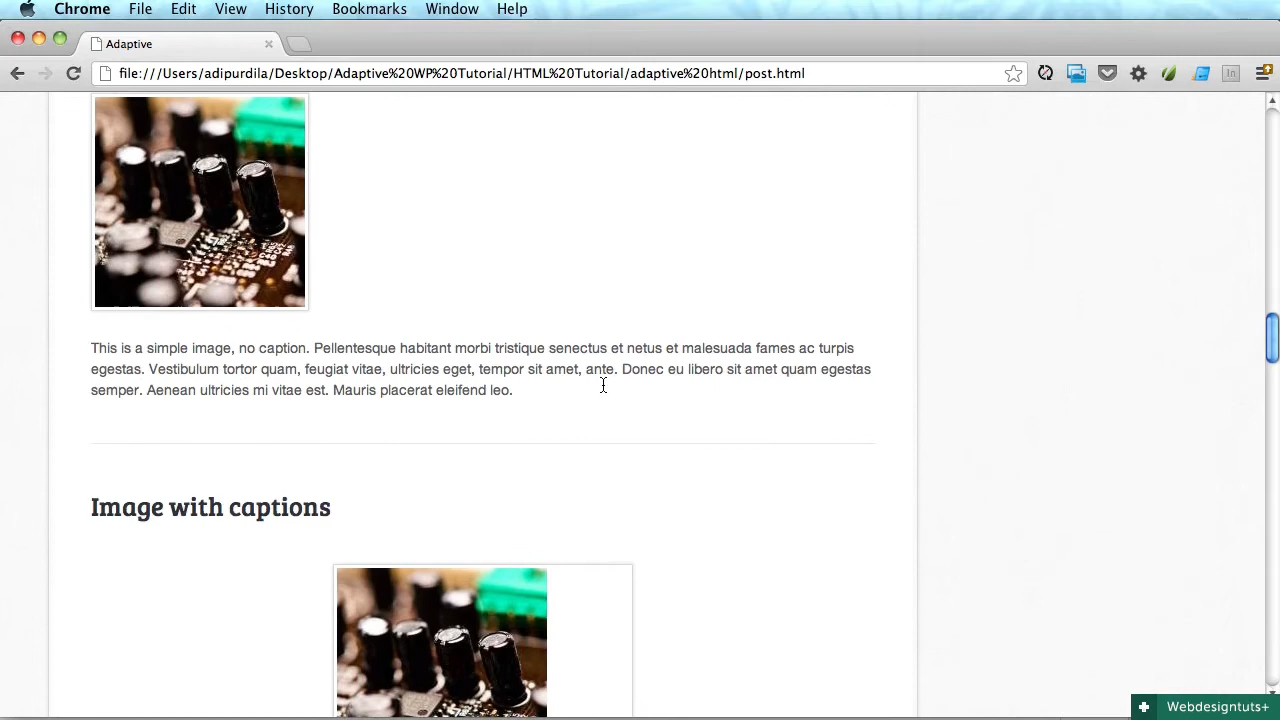 Chrome File Edit View History Bookmarks Window Help
Adaptive
file:///Users/adipurdila/Desktop/Adaptive%20WP%20Tutorial/HTML%20Tutorial/adaptive%20html/post.html
This is a simple image, no caption. Pellentesque habitant morbi tristique senectus et netus et malesuada fames ac turpis
egestas. Vestibulum tortor quam, feugiat vitae, ultricies eget, tempor sit amet, ante. Donec eu libero sit amet quam egestas
semper. Aenean ultricies mi vitae est. Mauris placerat eleifend leo.
Image with captions
Webdesigntuts+